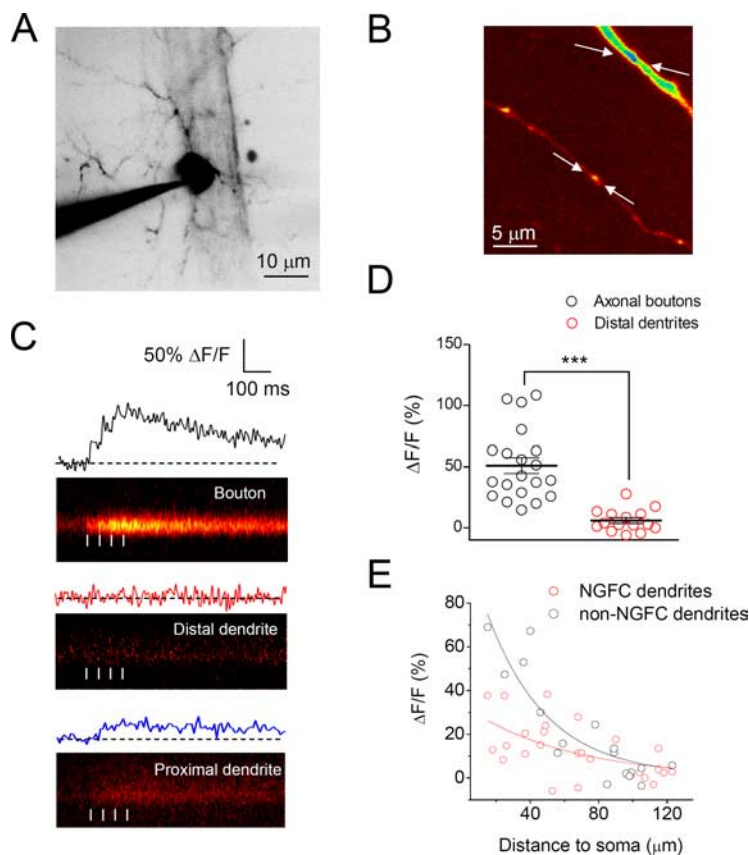 A
10 μm
B
5 μm
C
50% ΔF/F
100 ms
Bouton
Distal dendrite
Proximal dendrite
D
Axonal boutons
Distal dentrites
150
100
50
0
ΔF/F (%)
***
E
NGFC dendrites
non-NGFC dendrites
80
60
40
20
0
ΔF/F (%)
40 80 120
Distance to soma (μm)